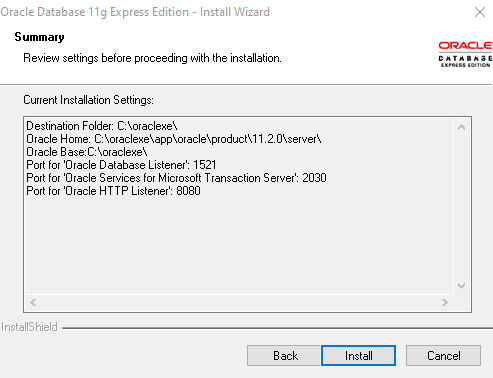 Oracle Database 11g Express Edition - Install Wizard
Summary
Review settings before proceeding with the installation.
ORACLE
DATABASE
EXPRESS EDITION
Current Installation Settings:
Destination Folder: C:\oraclexe\
Oracle Home: C:\oraclexe\app\oracle\product\11.2.0\server\
Oracle Base:C:\oraclexe\
Port for 'Oracle Database Listener': 1521
Port for 'Oracle Services for Microsoft Transaction Server': 2030
Port for 'Oracle HTTP Listener': 8080
InstallShield
Back
Install
Cancel